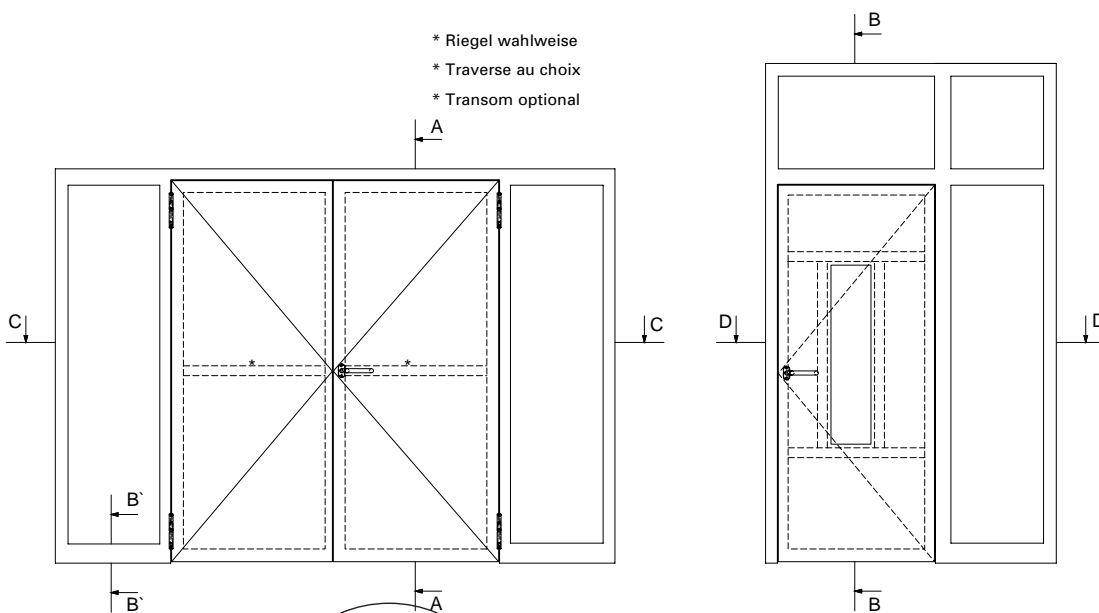 * Riegel wahlweise
* Traverse au choix
* Transom optional
B
A
C
C
D
D
*
*
B`
B`
A
B